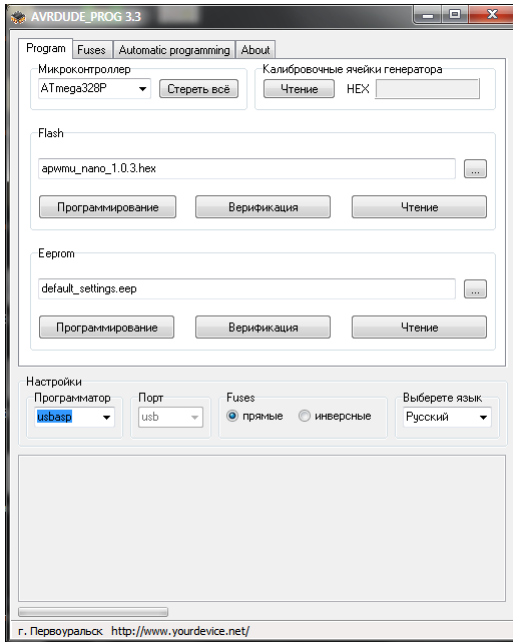 AVRDUDE_PROG 3.3
Program Fuses Automatic programming About
Микроконтроллер
ATmega328P Стереть всё
Калибровочные ячейки генератора
Чтение HEX
Flash
apwmu_nano_1.0.3.hex ...
Программирование Верификация Чтение
Eeprom
default_settings.eep ...
Программирование Верификация Чтение
Настройки
Программатор Порт Fuses Выберете язык
usbasp usb прямые инверсные Русский
г. Первоуральск http://www.yourdevice.net/